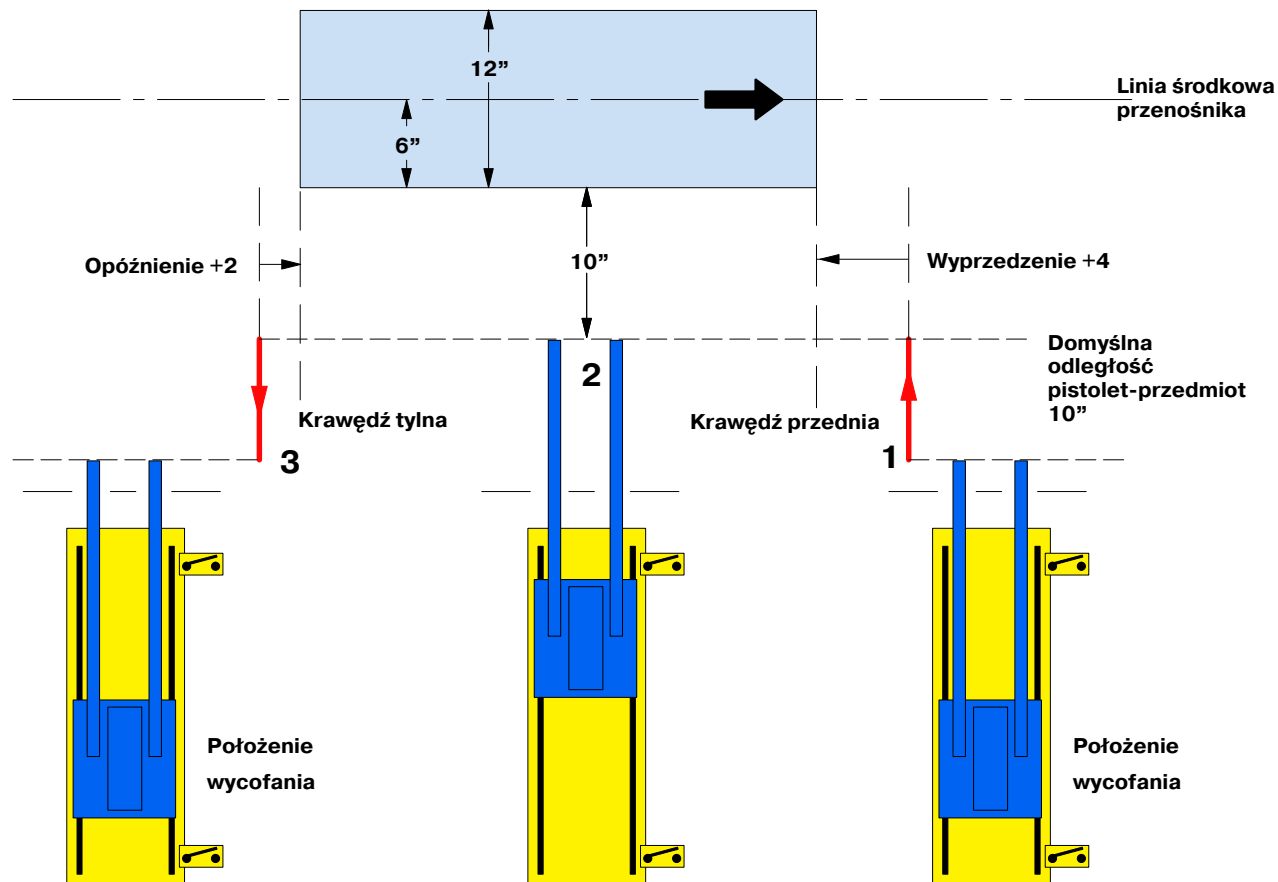 12”
Linia środkowa
przenośnika
6”
Opóźnienie +2
10”
Wyprzedzenie +4
Domyślna
odległość
pistolet-przedmiot
10”
2
Krawędź tylna
Krawędź przednia
3
1
Położenie
wycofania
Położenie
wycofania